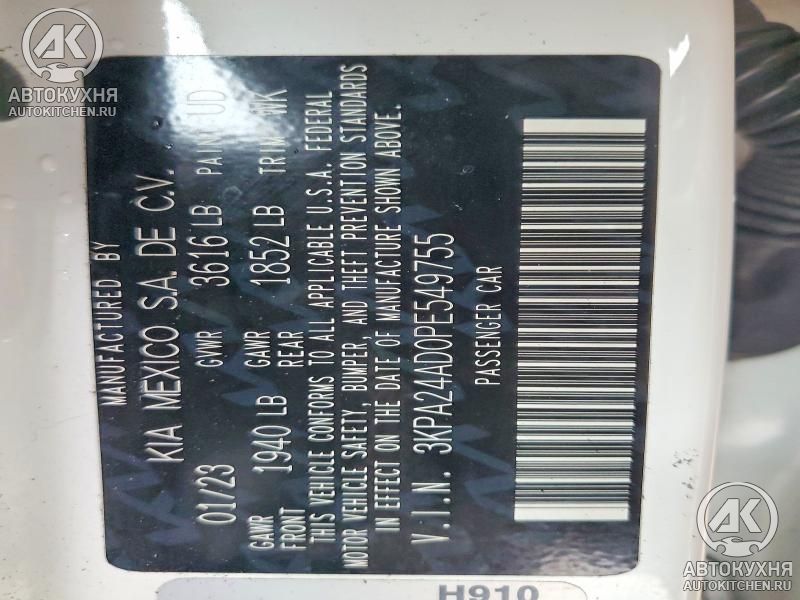 MANUFACTURED BY
KIA MEXICO S.A. DE C.V.
01/23 GVWR 3616 LB PAINT UD
GAWR FRONT 1940 LB GAWR REAR 1852 LB TRIM WK
THIS VEHICLE CONFORMS TO ALL APPLICABLE U.S.A. FEDERAL
MOTOR VEHICLE SAFETY, BUMPER, AND THEFT PREVENTION STANDARDS
IN EFFECT ON THE DATE OF MANUFACTURE SHOWN ABOVE.
V.I.N. 3KPA24AD0PE549755
PASSENGER CAR
H910
AK
АВТОКУХНЯ
AUTOKITCHEN.RU
AK
АВТОКУХНЯ
AUTOKITCHEN.RU